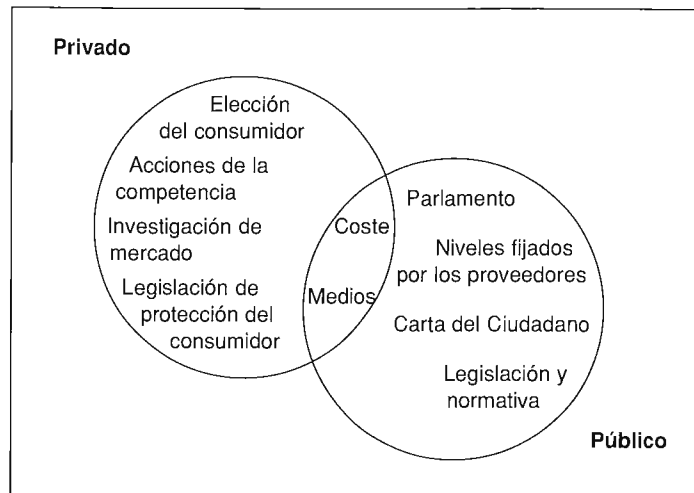 Privado
Elección
del consumidor
Acciones de la
competencia
Investigación de
mercado
Legislación de
protección del
consumidor
Coste
Medios
Parlamento
Niveles fijados
por los proveedores
Carta del Ciudadano
Legislación y
normativa
Público